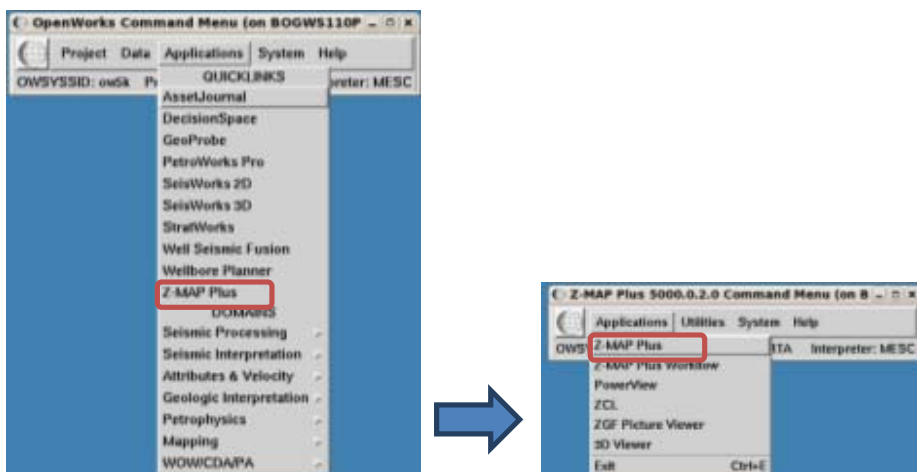 OpenWorks Command Menu (on BOGWS110P
Project Data Applications System Help
OWSYSSID: ow5k
QUICKLINKS
preter: MESC
AssetJournal
DecisionSpace
GeoProbe
PetroWorks Pro
SeisWorks 2D
SeisWorks 3D
StratWorks
Well Seismic Fusion
Wellbore Planner
Z-MAP Plus
DOMAINS
Seismic Processing
Seismic Interpretation
Attributes & Velocity
Geologic Interpretation
Petrophysics
Mapping
WOW/CDA/PA
Z-MAP Plus 5000.0.2.0 Command Menu (on B
Applications Utilities System Help
OWS
Z-MAP Plus
ITA Interpreter: MESC
Z-MAP Plus Workflow
PowerView
ZCL
ZGF Picture Viewer
3D Viewer
Exit Ctrl+E